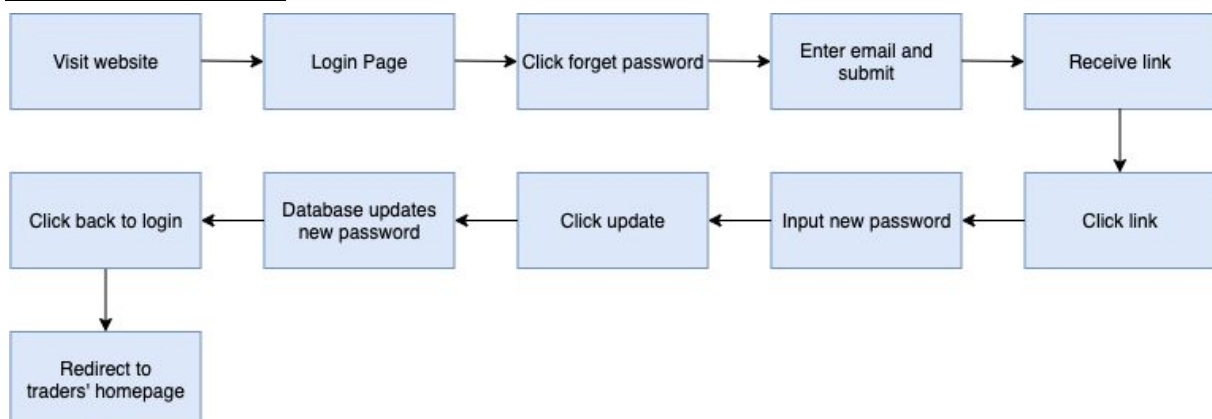 Visit website
Login Page
Click forget password
Enter email and
submit
Receive link
Click link
Input new password
Click update
Database updates
new password
Click back to login
Redirect to
traders' homepage